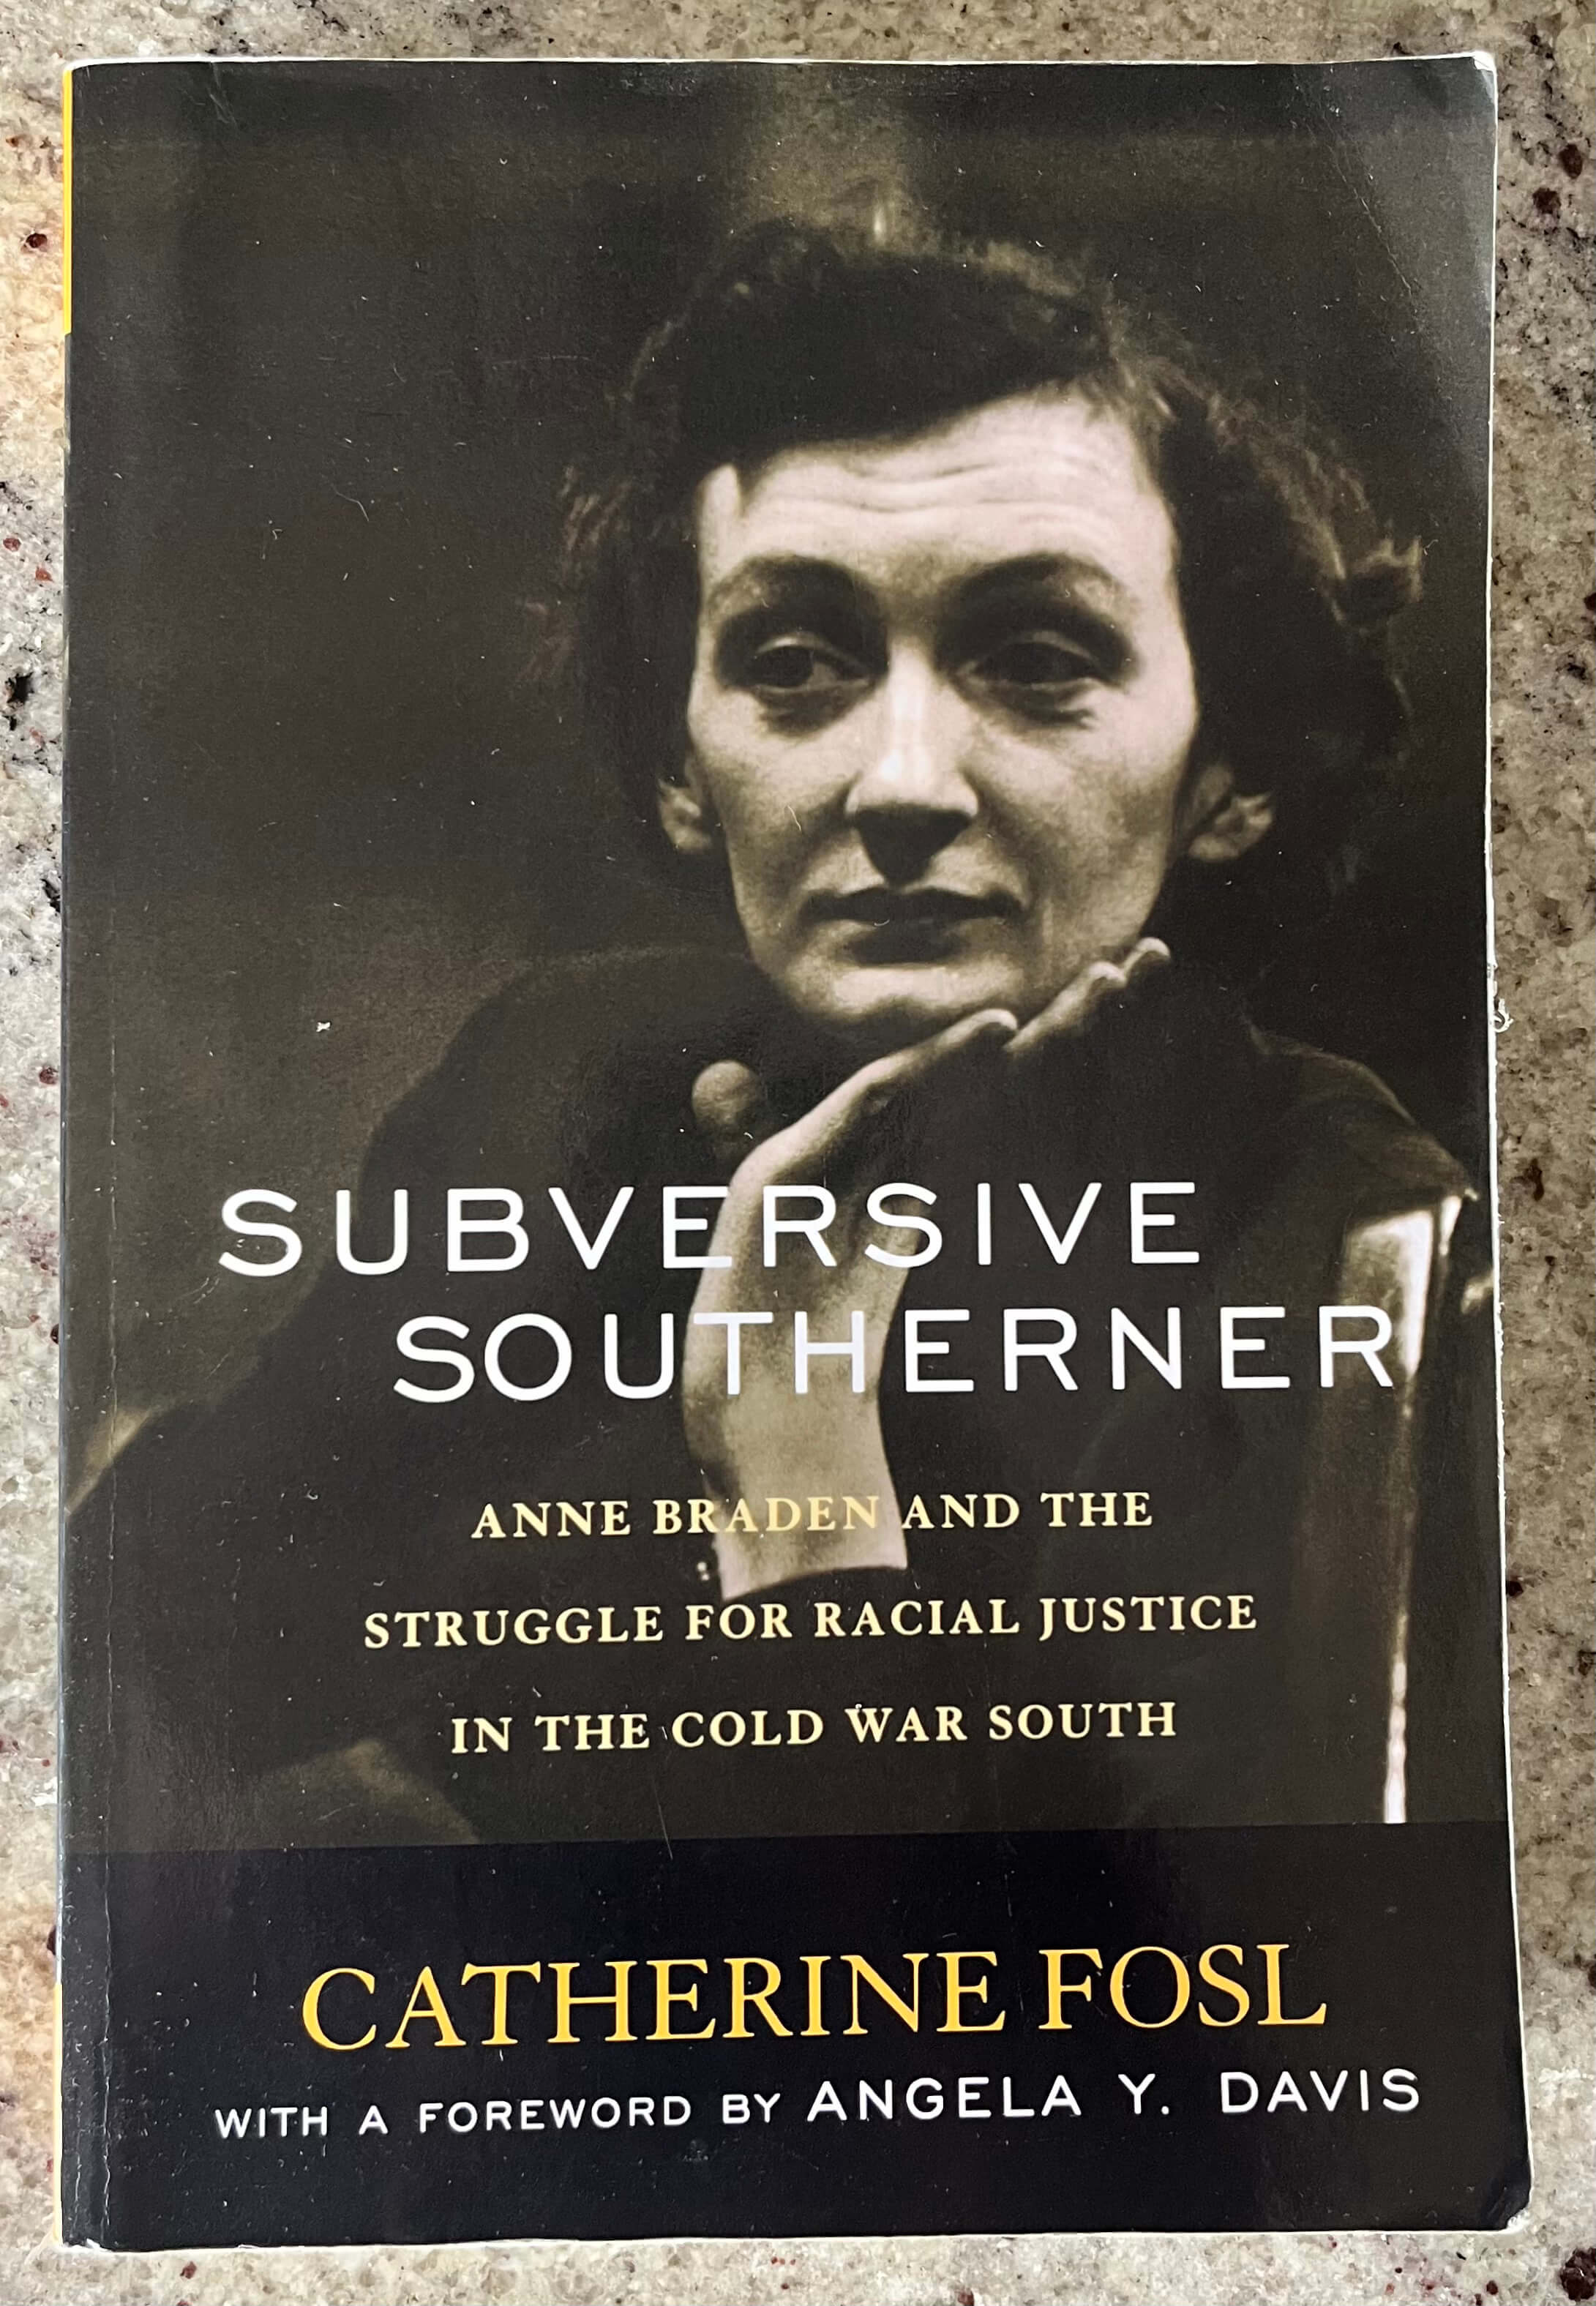 SUBVERSIVE
SOUTHERNER
ANNE BRADEN AND THE
STRUGGLE FOR RACIAL JUSTICE
IN THE COLD WAR SOUTH
CATHERINE FOSL
WITH A FOREWORD BY ANGELA Y. DAVIS